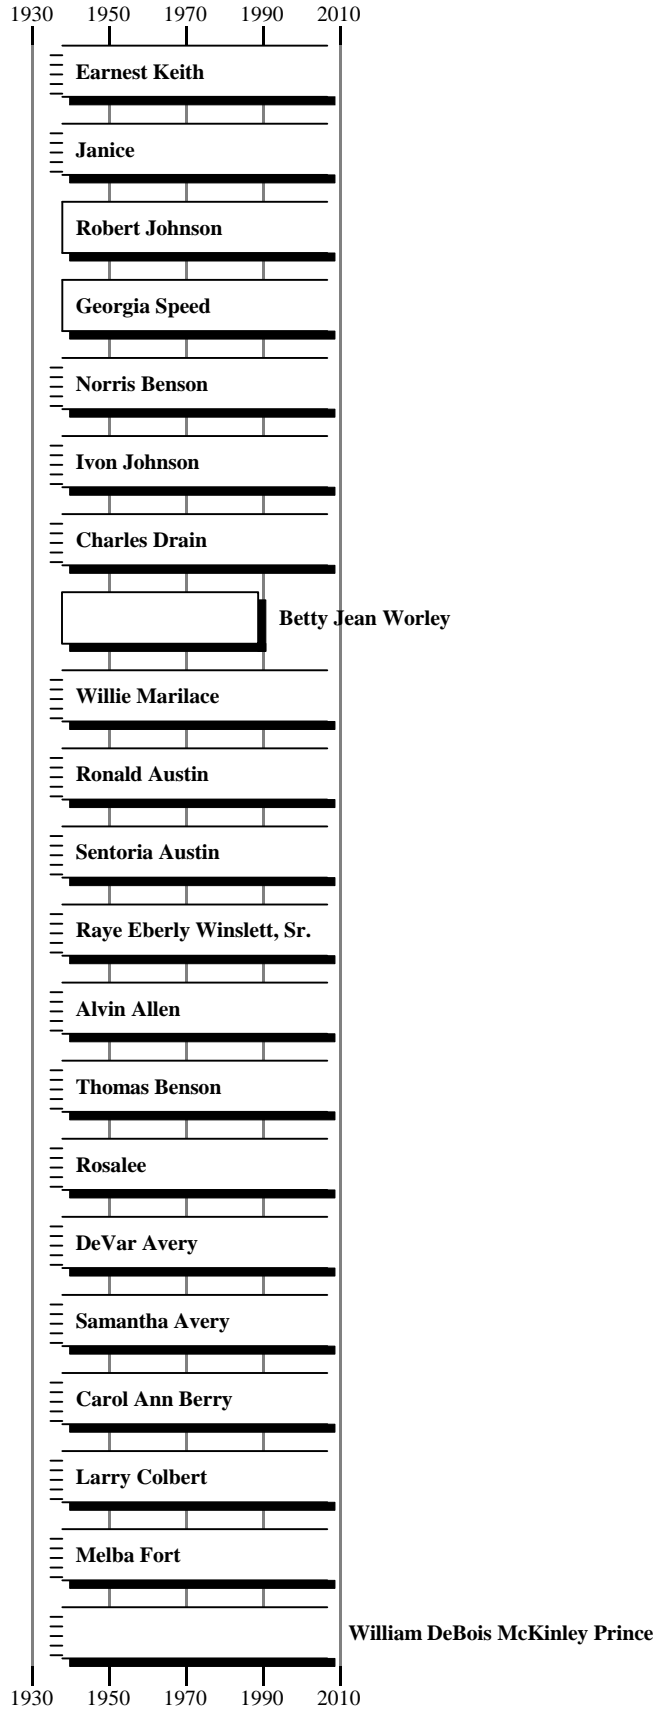 1930 1950 1970 1990 2010
Earnest Keith
Janice
Robert Johnson
Georgia Speed
Norris Benson
Ivon Johnson
Charles Drain
Betty Jean Worley
Willie Marilace
Ronald Austin
Sentoria Austin
Raye Eberly Winslett, Sr.
Alvin Allen
Thomas Benson
Rosalee
DeVar Avery
Samantha Avery
Carol Ann Berry
Larry Colbert
Melba Fort
William DeBois McKinley Prince
1930 1950 1970 1990 2010